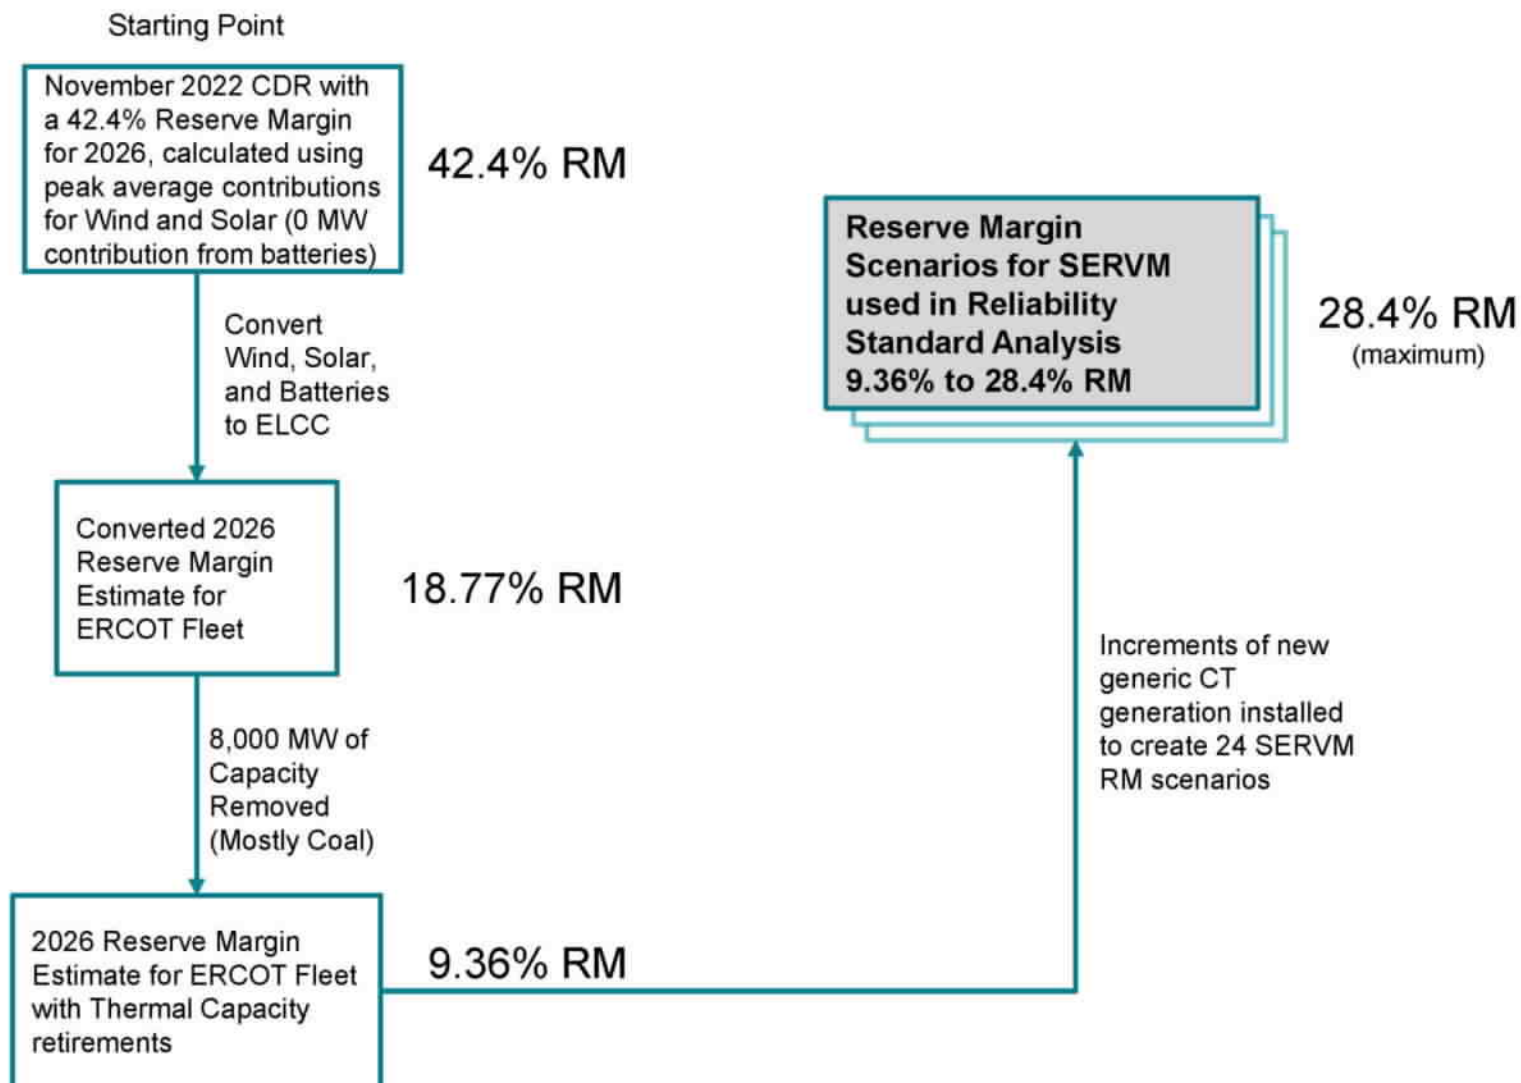 Starting Point
November 2022 CDR with
a 42.4% Reserve Margin
for 2026, calculated using
peak average contributions
for Wind and Solar (0 MW
contribution from batteries)
42.4% RM
Convert
Wind, Solar,
and Batteries
to ELCC
Converted 2026
Reserve Margin
Estimate for
ERCOT Fleet
18.77% RM
8,000 MW of
Capacity
Removed
(Mostly Coal)
2026 Reserve Margin
Estimate for ERCOT Fleet
with Thermal Capacity
retirements
9.36% RM
Increments of new
generic CT
generation installed
to create 24 SERVM
RM scenarios
Reserve Margin
Scenarios for SERVM
used in Reliability
Standard Analysis
9.36% to 28.4% RM
28.4% RM
(maximum)